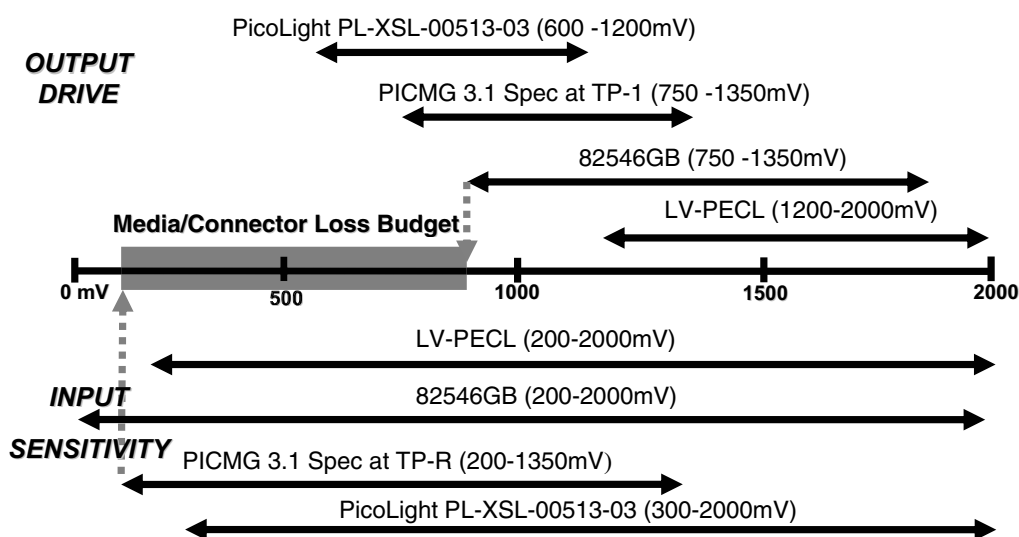 PicoLight PL-XSL-00513-03 (600 -1200mV)
OUTPUT
DRIVE
PICMG 3.1 Spec at TP-1 (750 -1350mV)
82546GB (750 -1350mV)
Media/Connector Loss Budget
LV-PECL (1200-2000mV)
0 mV
500
1000
1500
2000
LV-PECL (200-2000mV)
INPUT
82546GB (200-2000mV)
SENSITIVITY
PICMG 3.1 Spec at TP-R (200-1350mV)
PicoLight PL-XSL-00513-03 (300-2000mV)